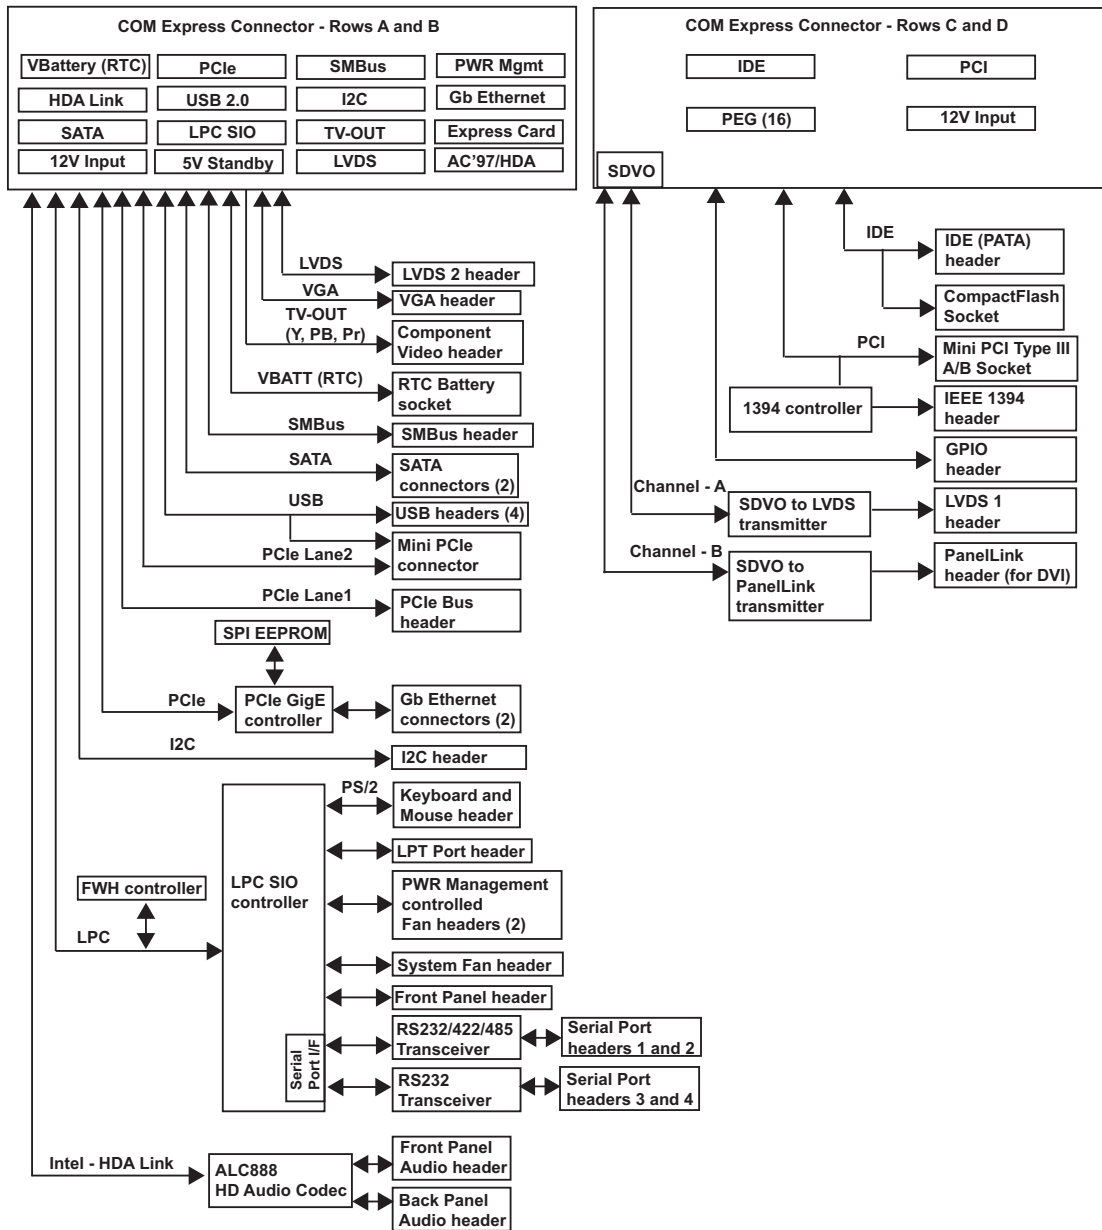 COM Express Connector - Rows A and B
VBattery (RTC)
PCIe
SMBus
PWR Mgmt
HDA Link
USB 2.0
I2C
Gb Ethernet
SATA
LPC SIO
TV-OUT
Express Card
12V Input
5V Standby
LVDS
AC'97/HDA
LVDS
LVDS 2 header
VGA
VGA header
TV-OUT
(Y, PB, Pr)
Component
Video header
VBATT (RTC)
RTC Battery
socket
SMBus
SMBus header
SATA
SATA
connectors (2)
USB
USB headers (4)
PCIe Lane2
Mini PCIe
connector
PCIe Lane1
PCIe Bus
header
SPI EEPROM
PCIe
PCIe GigE
controller
Gb Ethernet
connectors (2)
I2C
I2C header
PS/2
Keyboard and
Mouse header
LPT Port header
LPC SIO
controller
PWR Management
controlled
Fan headers (2)
FWH controller
LPC
System Fan header
Front Panel header
Serial
Port I/F
RS232/422/485
Transceiver
Serial Port
headers 1 and 2
RS232
Transceiver
Serial Port
headers 3 and 4
Intel - HDA Link
ALC888
HD Audio Codec
Front Panel
Audio header
Back Panel
Audio header
COM Express Connector - Rows C and D
IDE
PCI
PEG (16)
12V Input
SDVO
IDE
IDE (PATA)
header
CompactFlash
Socket
PCI
Mini PCI Type III
A/B Socket
1394 controller
IEEE 1394
header
GPIO
header
Channel - A
SDVO to LVDS
transmitter
LVDS 1
header
Channel - B
SDVO to
PanelLink
transmitter
PanelLink
header (for DVI)